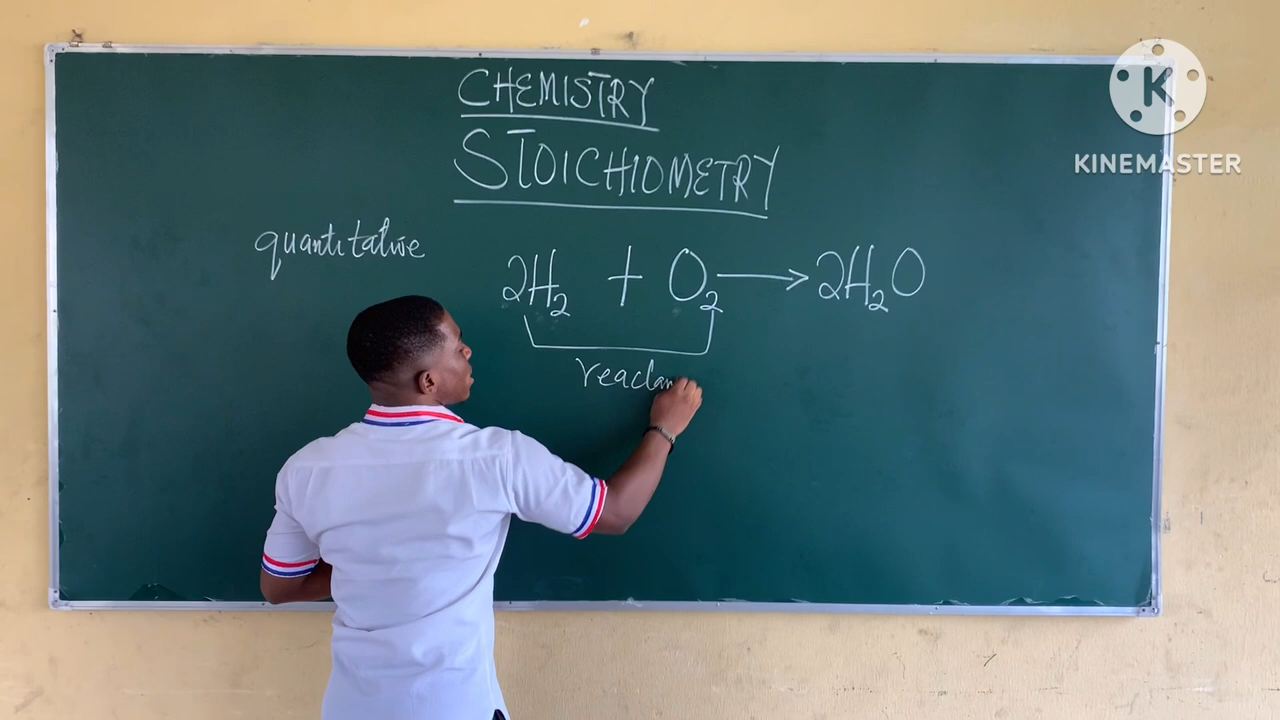 CHEMISTRY
STOICHIOMETRY
quantitative
2H₂ + O₂ → 2H₂O
reactan
K
KINEMASTER